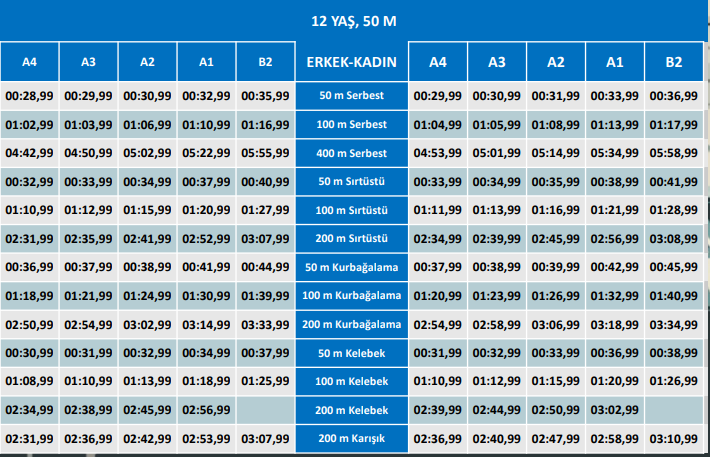 12 YAŞ, 50 M
A4 A3 A2 A1 B2 ERKEK-KADIN A4 A3 A2 A1 B2
00:28,99 00:29,99 00:30,99 00:32,99 00:35,99 50 m Serbest 00:29,99 00:30,99 00:31,99 00:33,99 00:36,99
01:02,99 01:03,99 01:06,99 01:10,99 01:16,99 100 m Serbest 01:04,99 01:05,99 01:08,99 01:13,99 01:17,99
04:42,99 04:50,99 05:02,99 05:22,99 05:55,99 400 m Serbest 04:53,99 05:01,99 05:14,99 05:34,99 05:58,99
00:32,99 00:33,99 00:34,99 00:37,99 00:40,99 50 m Sırtüstü 00:33,99 00:34,99 00:35,99 00:38,99 00:41,99
01:10,99 01:12,99 01:15,99 01:20,99 01:27,99 100 m Sırtüstü 01:11,99 01:13,99 01:16,99 01:21,99 01:28,99
02:31,99 02:35,99 02:41,99 02:52,99 03:07,99 200 m Sırtüstü 02:34,99 02:39,99 02:45,99 02:56,99 03:08,99
00:36,99 00:37,99 00:38,99 00:41,99 00:44,99 50 m Kurbağalama 00:37,99 00:38,99 00:39,99 00:42,99 00:45,99
01:18,99 01:21,99 01:24,99 01:30,99 01:39,99 100 m Kurbağalama 01:20,99 01:23,99 01:26,99 01:32,99 01:40,99
02:50,99 02:54,99 03:02,99 03:14,99 03:33,99 200 m Kurbağalama 02:54,99 02:58,99 03:06,99 03:18,99 03:34,99
00:30,99 00:31,99 00:32,99 00:34,99 00:37,99 50 m Kelebek 00:31,99 00:32,99 00:33,99 00:36,99 00:38,99
01:08,99 01:10,99 01:13,99 01:18,99 01:25,99 100 m Kelebek 01:10,99 01:12,99 01:15,99 01:20,99 01:26,99
02:34,99 02:38,99 02:45,99 02:56,99 200 m Kelebek 02:39,99 02:44,99 02:50,99 03:02,99
02:31,99 02:36,99 02:42,99 02:53,99 03:07,99 200 m Karışık 02:36,99 02:40,99 02:47,99 02:58,99 03:10,99